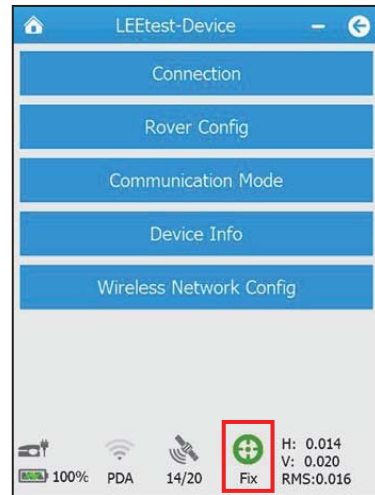 LEEtest-Device
Connection
Rover Config
Communication Mode
Device Info
Wireless Network Config
H: 0.014
V: 0.020
100% PDA 14/20 Fix RMS:0.016